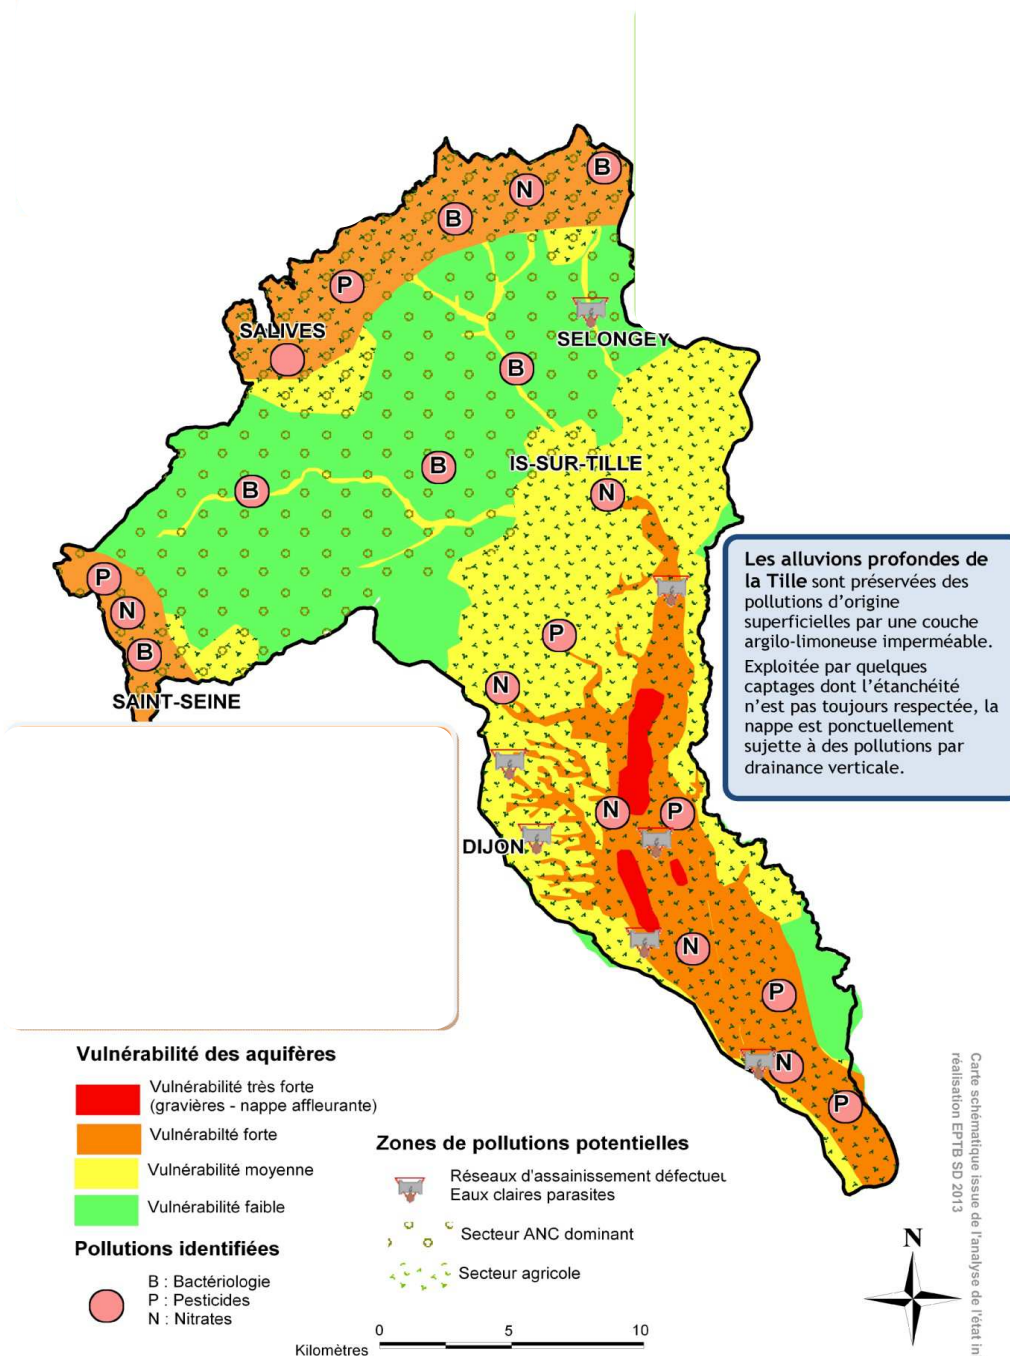 B
N
B
P
SALIVES
SELONGEY
B
IS-SUR-TILLE
B
N
B
Les alluvions profondes de
la Tille sont préservées des
pollutions d'origine
superficielles par une couche
argilo-limoneuse imperméable.
Exploitée par quelques
captages dont l'étanchéité
n'est pas toujours respectée, la
nappe est ponctuellement
sujette à des pollutions par
drainance verticale.
P
N
B
SAINT-SEINE
P
N
N
P
DIJON
N
P
N
P
Vulnérabilité des aquifères
Vulnérabilité très forte
(gravières - nappe affleurante)
Vulnérabilté forte
Vulnérabilité moyenne
Vulnérabilité faible
Pollutions identifiées
B : Bactériologie
P : Pesticides
N : Nitrates
Zones de pollutions potentielles
Réseaux d'assainissement défectueu
Eaux claires parasites
Secteur ANC dominant
Secteur agricole
0 5 10
Kilomètres
N
Carte schématique issue de l'analyse de l'état in
réalisation EPTB SD 2013